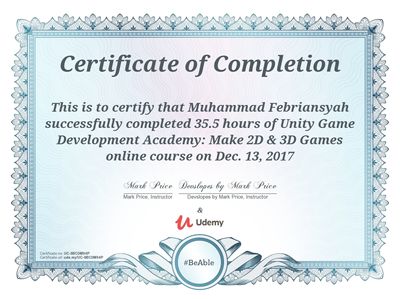 Certificate of Completion
This is to certify that Muhammad Febriansyah
successfully completed 35.5 hours of Unity Game
Development Academy: Make 2D & 3D Games
online course on Dec. 13, 2017
Mark Price Devslopes by Mark Price
Mark Price, Instructor Devslopes by Mark Price, Instructor
&
Udemy
Certificate no:
Certificate url:
#BeAble